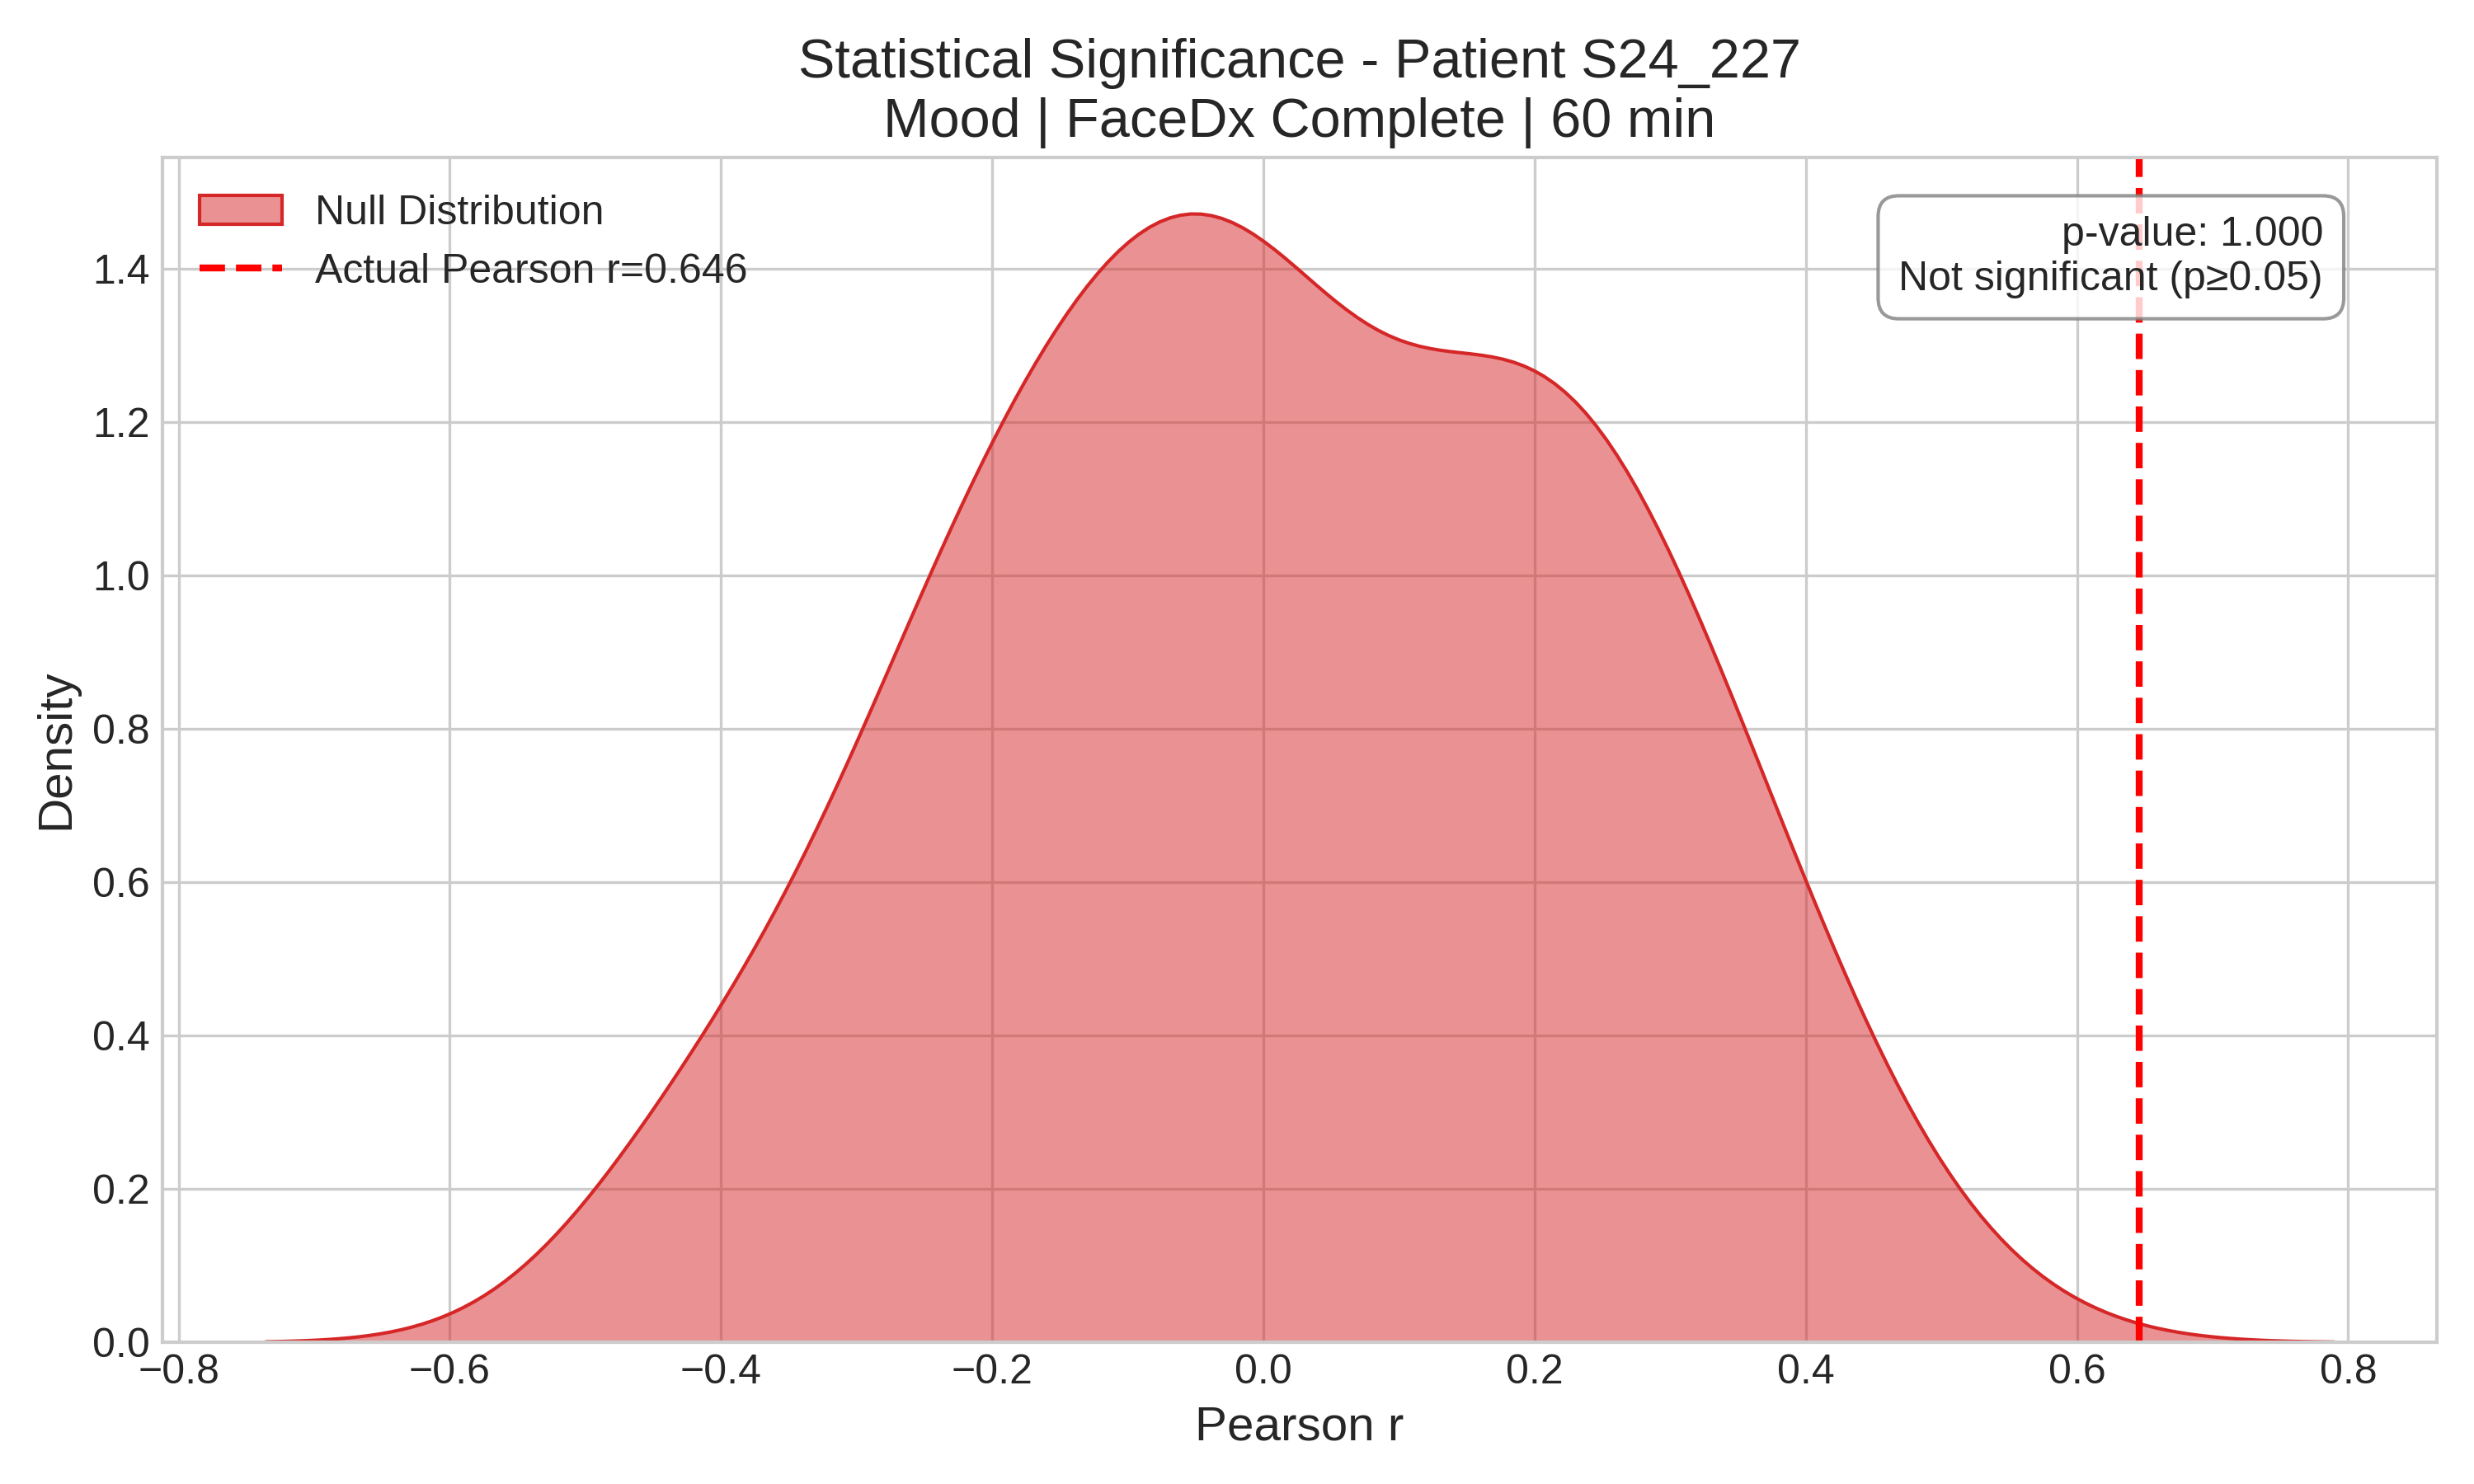 Statistical Significance - Patient S24_227
Mood | FaceDx Complete | 60 min
Null Distribution
Actual Pearson r=0.646
p-value: 1.000
Not significant (p≥0.05)
Density
1.4
1.2
1.0
0.8
0.6
0.4
0.2
0.0
−0.8 −0.6 −0.4 −0.2 0.0 0.2 0.4 0.6 0.8
Pearson r